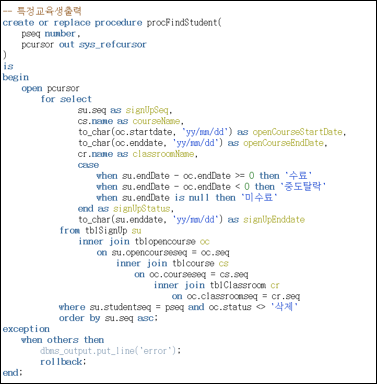 -- 특정교육생출력
create or replace procedure procFindStudent(
pseq number,
pcursor out sys_refcursor
)
is
begin
open pcursor
for select
su.seq as signUpSeq,
cs.name as courseName,
to_char(oc.startdate, 'yy/mm/dd') as openCourseStartDate,
to_char(oc.enddate, 'yy/mm/dd') as openCourseEndDate,
cr.name as classroomName,
case
when su.endDate - oc.endDate >= 0 then '수료'
when su.endDate - oc.endDate < 0 then '중도탈락'
when su.endDate is null then '미수료'
end as signUpStatus,
to_char(su.enddate, 'yy/mm/dd') as signUpEnddate
from tblSignUp su
inner join tblopencourse oc
on su.opencourseseq = oc.seq
inner join tblcourse cs
on oc.courseseq = cs.seq
inner join tblClassroom cr
on oc.classroomseq = cr.seq
where su.studentseq = pseq and oc.status <> '삭제'
order by su.seq asc;
exception
when others then
dbms_output.put_line('error');
rollback;
end;